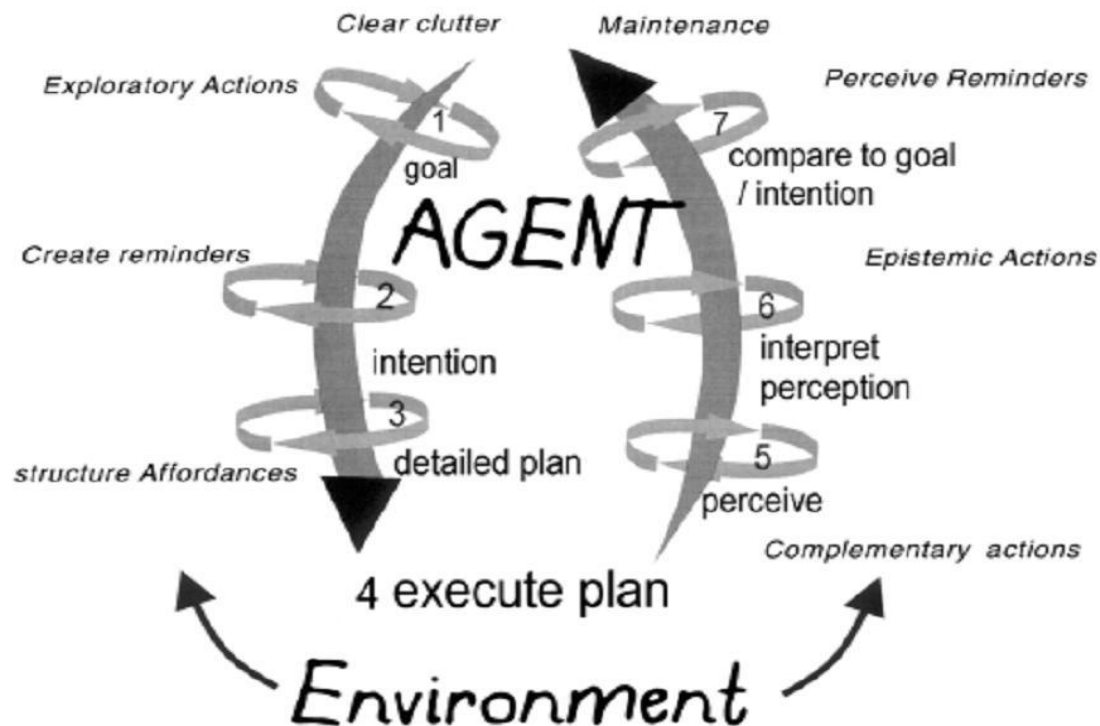 Clear clutter
Maintenance
Exploratory Actions
Perceive Reminders
1
goal
7
compare to goal
/ intention
AGENT
Create reminders
2
Epistemic Actions
6
interpret
perception
intention
3
detailed plan
structure Affordances
5
perceive
Complementary actions
4 execute plan
Environment